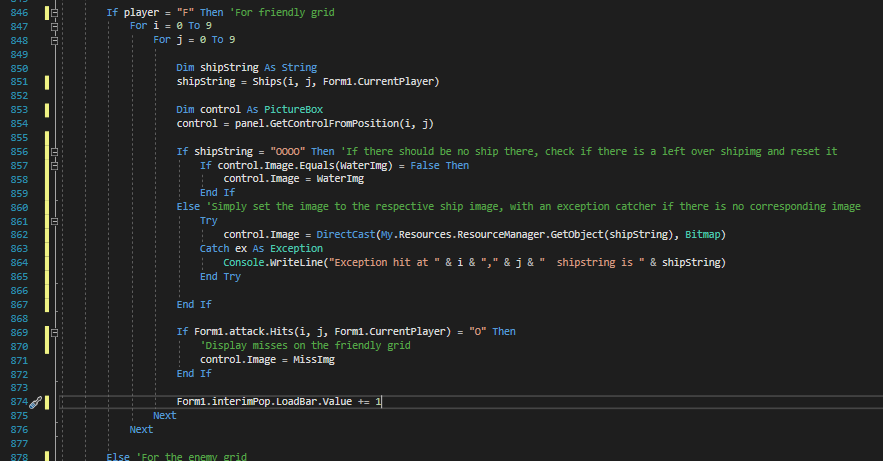 846 If player = "F" Then 'For friendly grid
847 For i = 0 To 9
848 For j = 0 To 9
849
850 Dim shipString As String
851 shipString = Ships(i, j, Form1.CurrentPlayer)
852
853 Dim control As PictureBox
854 control = panel.GetControlFromPosition(i, j)
855
856 If shipString = "OOOO" Then 'If there should be no ship there, check if there is a left over shipimg and reset it
857 If control.Image.Equals(WaterImg) = False Then
858 control.Image = WaterImg
859 End If
860 Else 'Simply set the image to the respective ship image, with an exception catcher if there is no corresponding image
861 Try
862 control.Image = DirectCast(My.Resources.ResourceManager.GetObject(shipString), Bitmap)
863 Catch ex As Exception
864 Console.WriteLine("Exception hit at " & i & "," & j & "  shipstring is " & shipString)
865 End Try
866
867 End If
868
869 If Form1.attack.Hits(i, j, Form1.CurrentPlayer) = "O" Then
870 'Display misses on the friendly grid
871 control.Image = MissImg
872 End If
873
874 Form1.interimPop.LoadBar.Value += 1
875 Next
876 Next
877
878 Else 'For the enemy grid